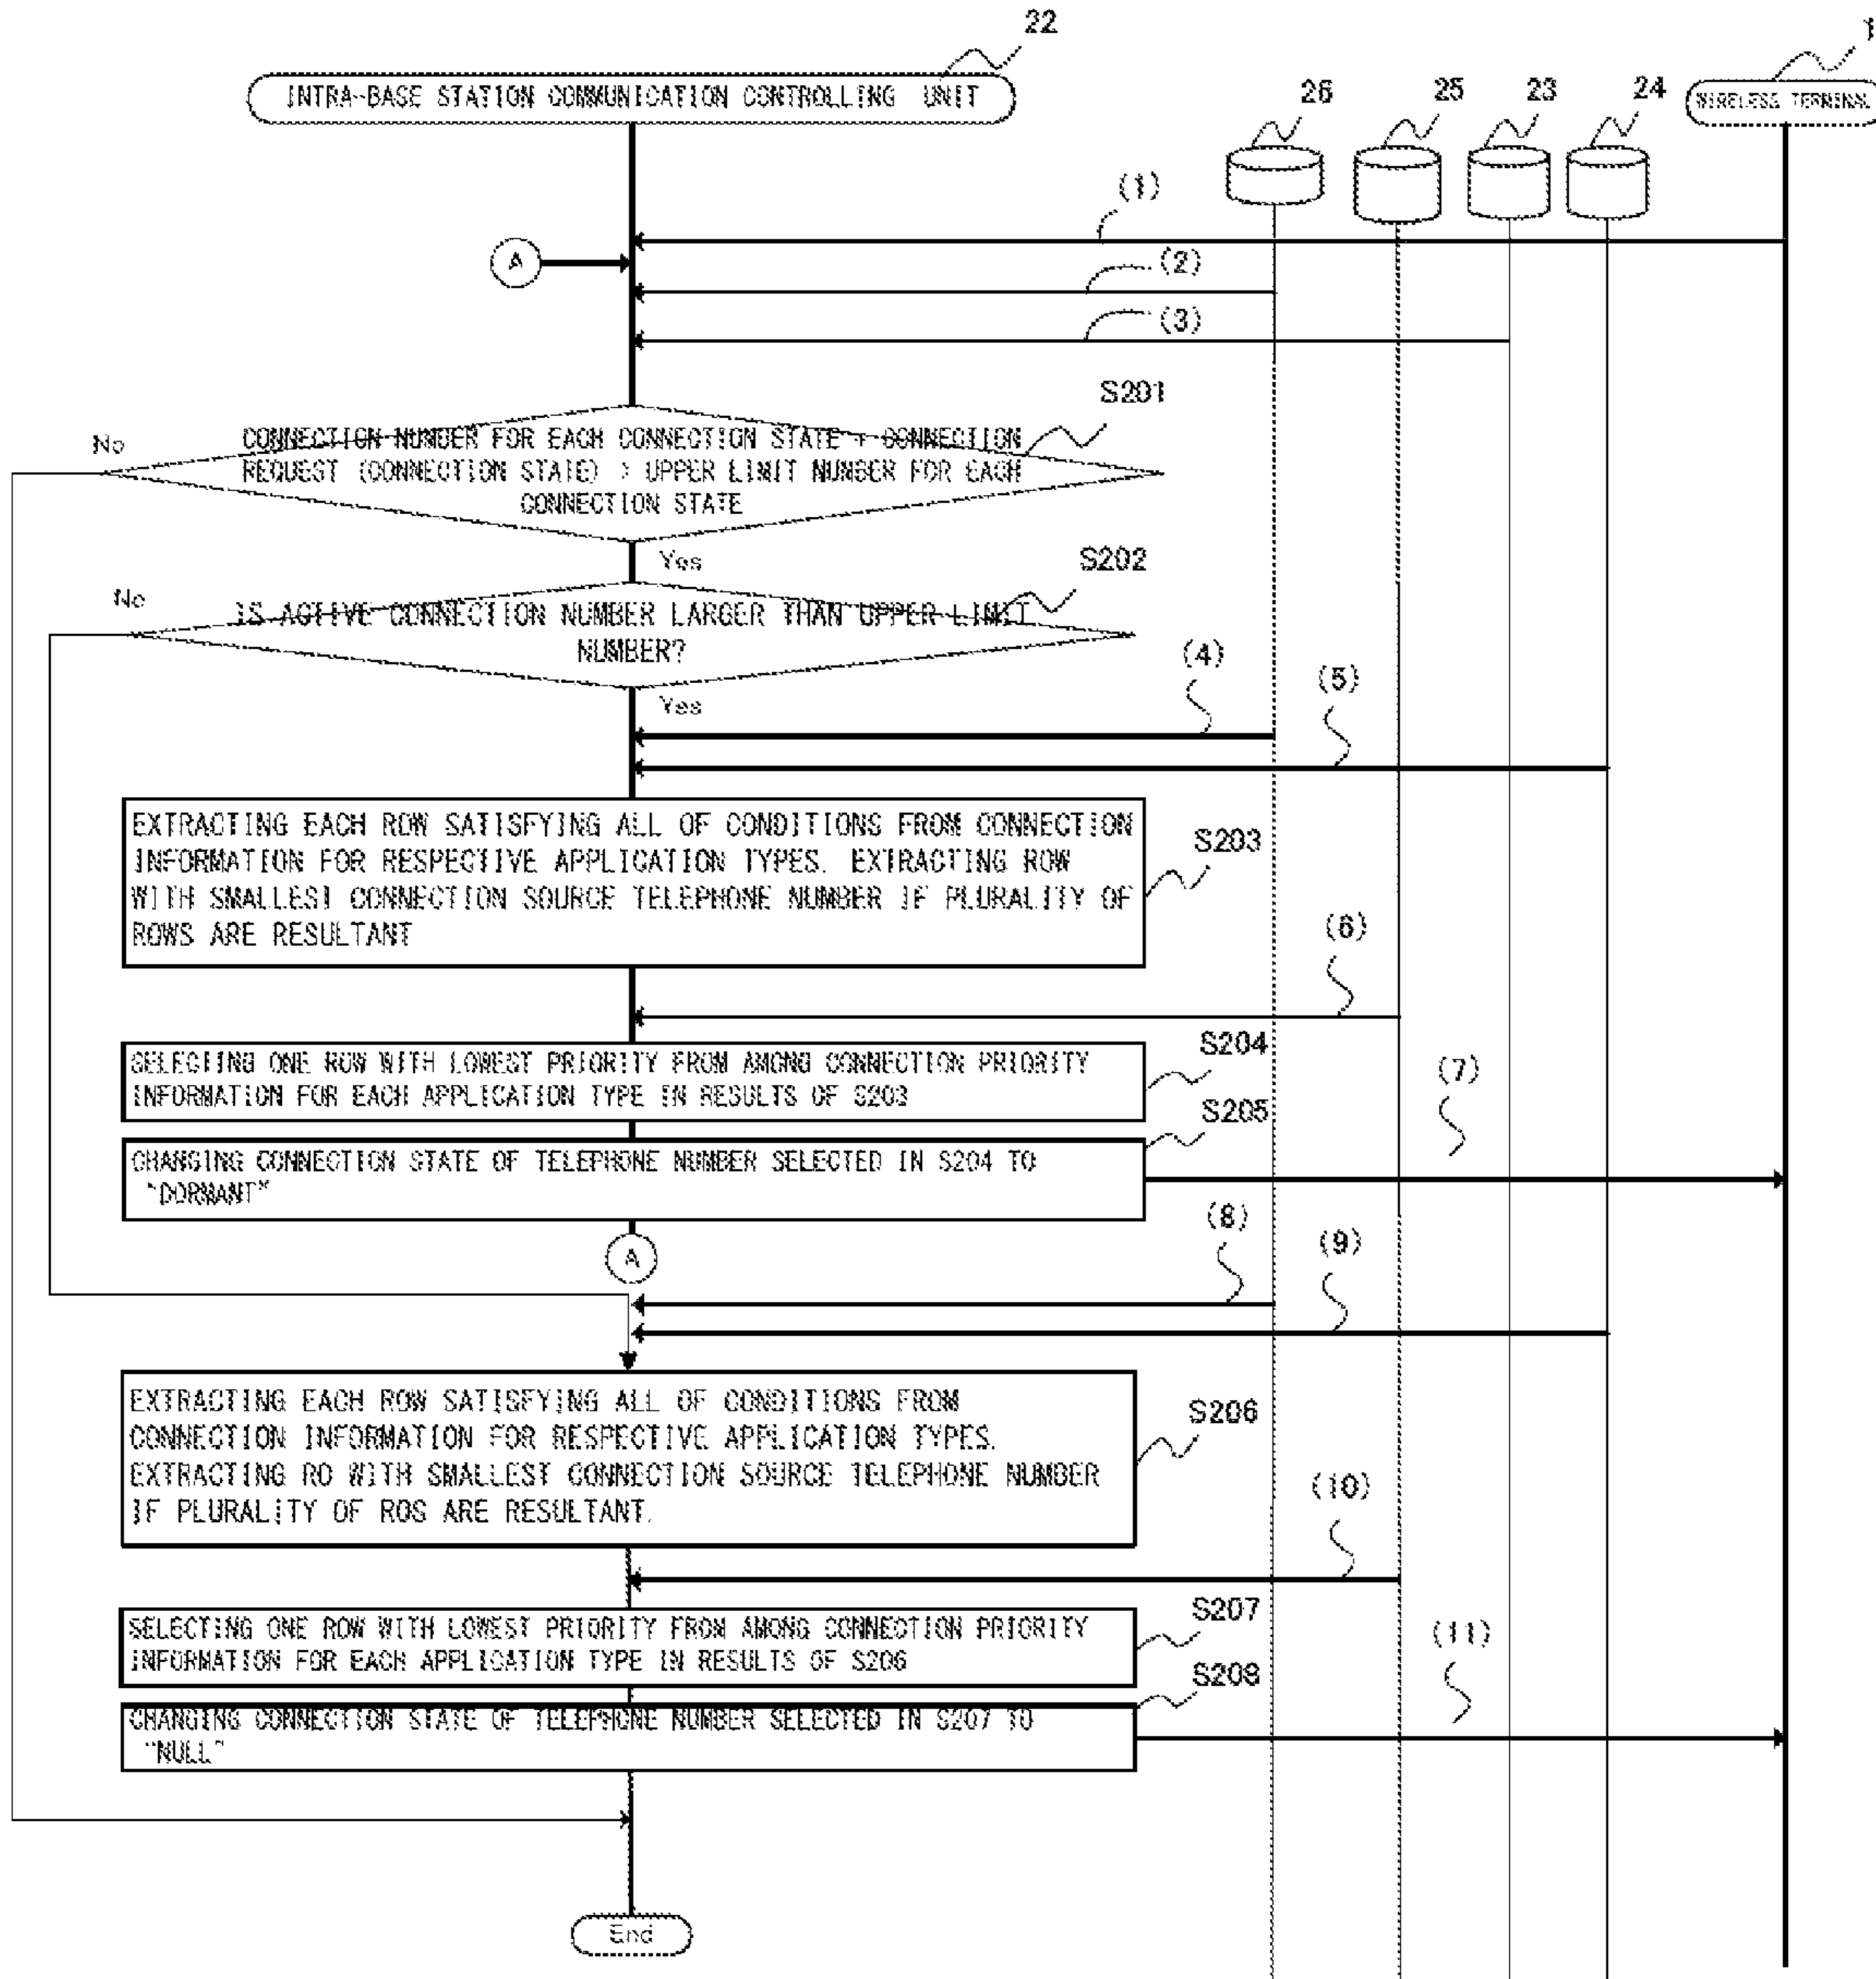 22
1
INTRA-BASE STATION COMMUNICATION CONTROLLING UNIT
26
25
23
24
WIRELESS TERMINAL
(1)
A
(2)
(3)
S201
No
CONNECTION NUMBER FOR EACH CONNECTION STATE + CONNECTION
REQUEST (CONNECTION STATE) > UPPER LIMIT NUMBER FOR EACH
CONNECTION STATE
Yes
S202
No
IS ACTIVE CONNECTION NUMBER LARGER THAN UPPER LIMIT
NUMBER?
(4)
(5)
Yes
EXTRACTING EACH ROW SATISFYING ALL OF CONDITIONS FROM CONNECTION
INFORMATION FOR RESPECTIVE APPLICATION TYPES. EXTRACTING ROW
WITH SMALLEST CONNECTION SOURCE TELEPHONE NUMBER IF PLURALITY OF
ROWS ARE RESULTANT
S203
(6)
SELECTING ONE ROW WITH LOWEST PRIORITY FROM AMONG CONNECTION PRIORITY
INFORMATION FOR EACH APPLICATION TYPE IN RESULTS OF S203
S204
(7)
S205
CHANGING CONNECTION STATE OF TELEPHONE NUMBER SELECTED IN S204 TO
"DORMANT"
(8)
(9)
A
EXTRACTING EACH ROW SATISFYING ALL OF CONDITIONS FROM
CONNECTION INFORMATION FOR RESPECTIVE APPLICATION TYPES.
EXTRACTING RO WITH SMALLEST CONNECTION SOURCE TELEPHONE NUMBER
IF PLURALITY OF ROS ARE RESULTANT.
S206
(10)
SELECTING ONE ROW WITH LOWEST PRIORITY FROM AMONG CONNECTION PRIORITY
INFORMATION FOR EACH APPLICATION TYPE IN RESULTS OF S206
S207
(11)
S208
CHANGING CONNECTION STATE OF TELEPHONE NUMBER SELECTED IN S207 TO
"NULL"
End